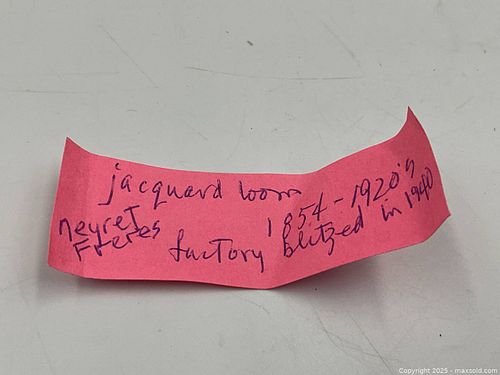 jacquard loom
neyret
Freres
1854-1920's
factory blitzed in 1940
Copyright 2025 - maxsold.com